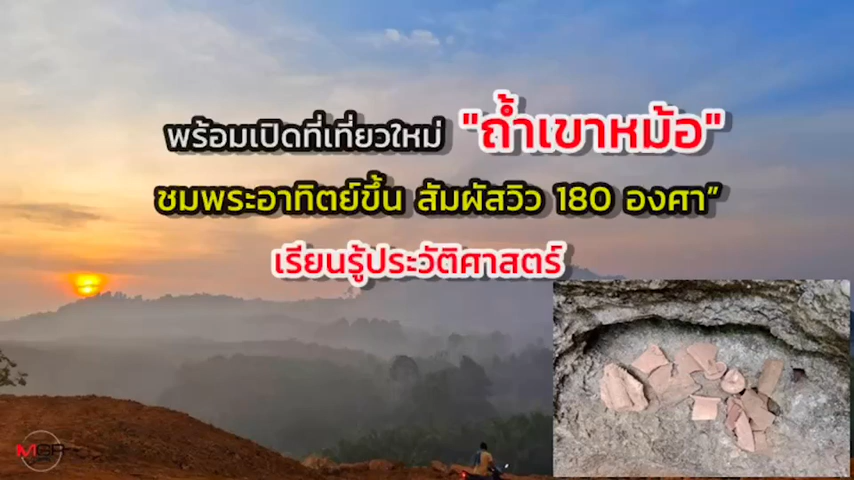 พร้อมเปิดที่เที่ยวใหม่ "ถ้ำเขาหม้อ"
ชมพระอาทิตย์ขึ้น สัมผัสวิว 180 องศา”
เรียนรู้ประวัติศาสตร์
MGR